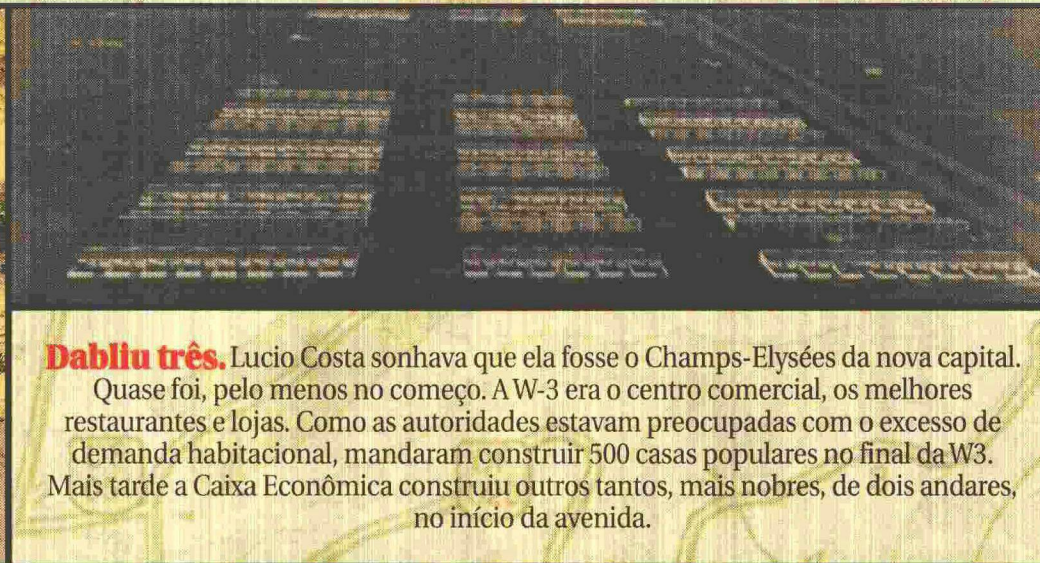 Dabliu três. Lucio Costa sonhava que ela fosse o Champs-Elysées da nova capital.
Quase foi, pelo menos no começo. A W-3 era o centro comercial, os melhores
restaurantes e lojas. Como as autoridades estavam preocupadas com o excesso de
demanda habitacional, mandaram construir 500 casas populares no final da W3.
Mais tarde a Caixa Econômica construiu outros tantos, mais nobres, de dois andares,
no início da avenida.